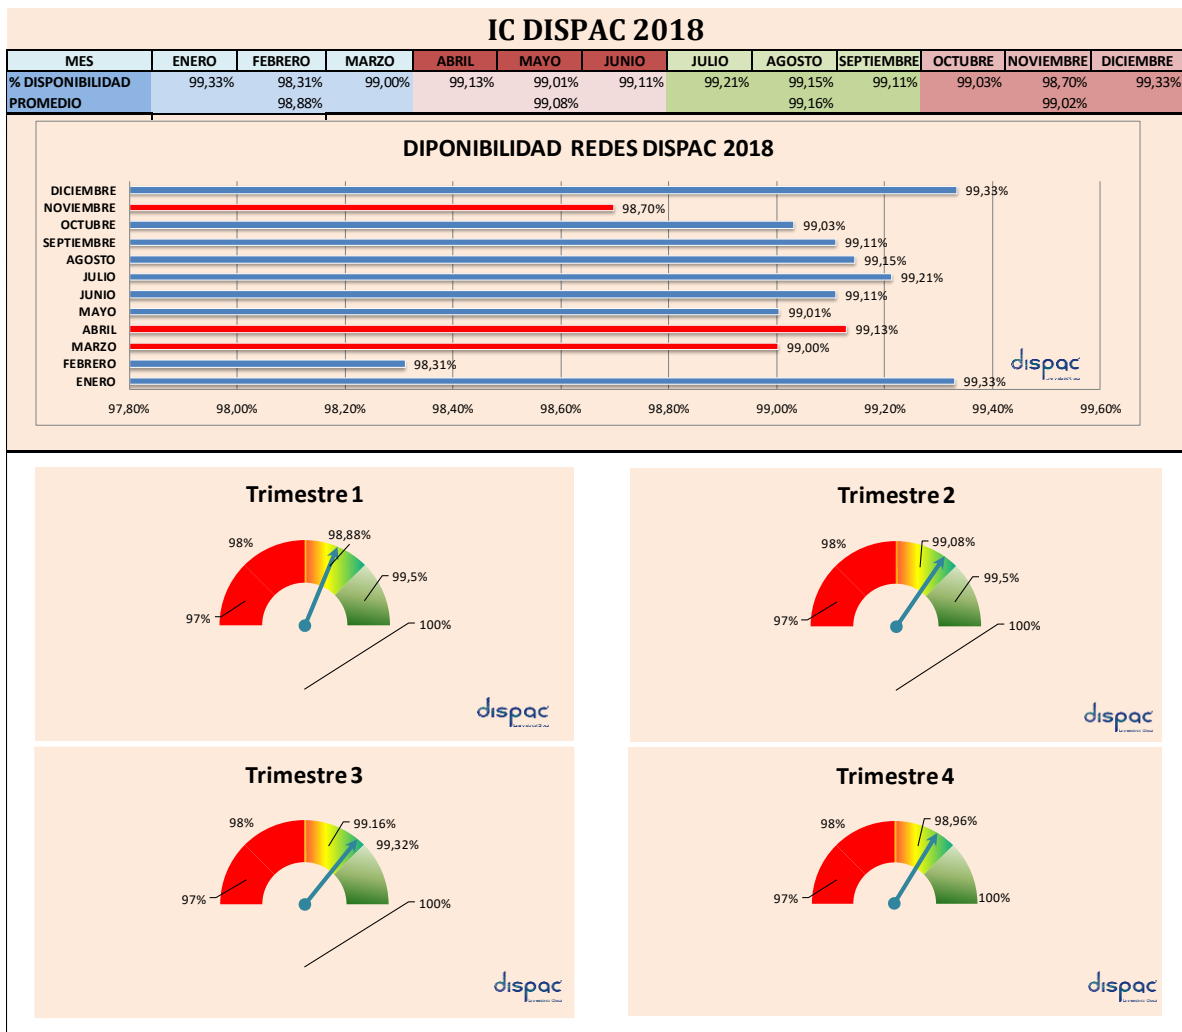 IC DISPAC 2018
MES ENERO FEBRERO MARZO ABRIL MAYO JUNIO JULIO AGOSTO SEPTIEMBRE OCTUBRE NOVIEMBRE DICIEMBRE
% DISPONIBILIDAD 99,33% 98,31% 99,00% 99,13% 99,01% 99,11% 99,21% 99,15% 99,11% 99,03% 98,70% 99,33%
PROMEDIO 98,88% 99,08% 99,16% 99,02%
DIPONIBILIDAD REDES DISPAC 2018
DICIEMBRE 99,33%
NOVIEMBRE 98,70%
OCTUBRE 99,03%
SEPTIEMBRE 99,11%
AGOSTO 99,15%
JULIO 99,21%
JUNIO 99,11%
MAYO 99,01%
ABRIL 99,13%
MARZO 99,00%
FEBRERO 98,31%
ENERO 99,33%
dispac
97,80% 98,00% 98,20% 98,40% 98,60% 98,80% 99,00% 99,20% 99,40% 99,60%
Trimestre 1
98% 98,88%
99,5%
97%
100%
dispac
Trimestre 2
98% 99,08%
99,5%
97%
100%
dispac
Trimestre 3
98% 99.16%
99,32%
97%
100%
dispac
Trimestre 4
98% 98,96%
97%
100%
dispac